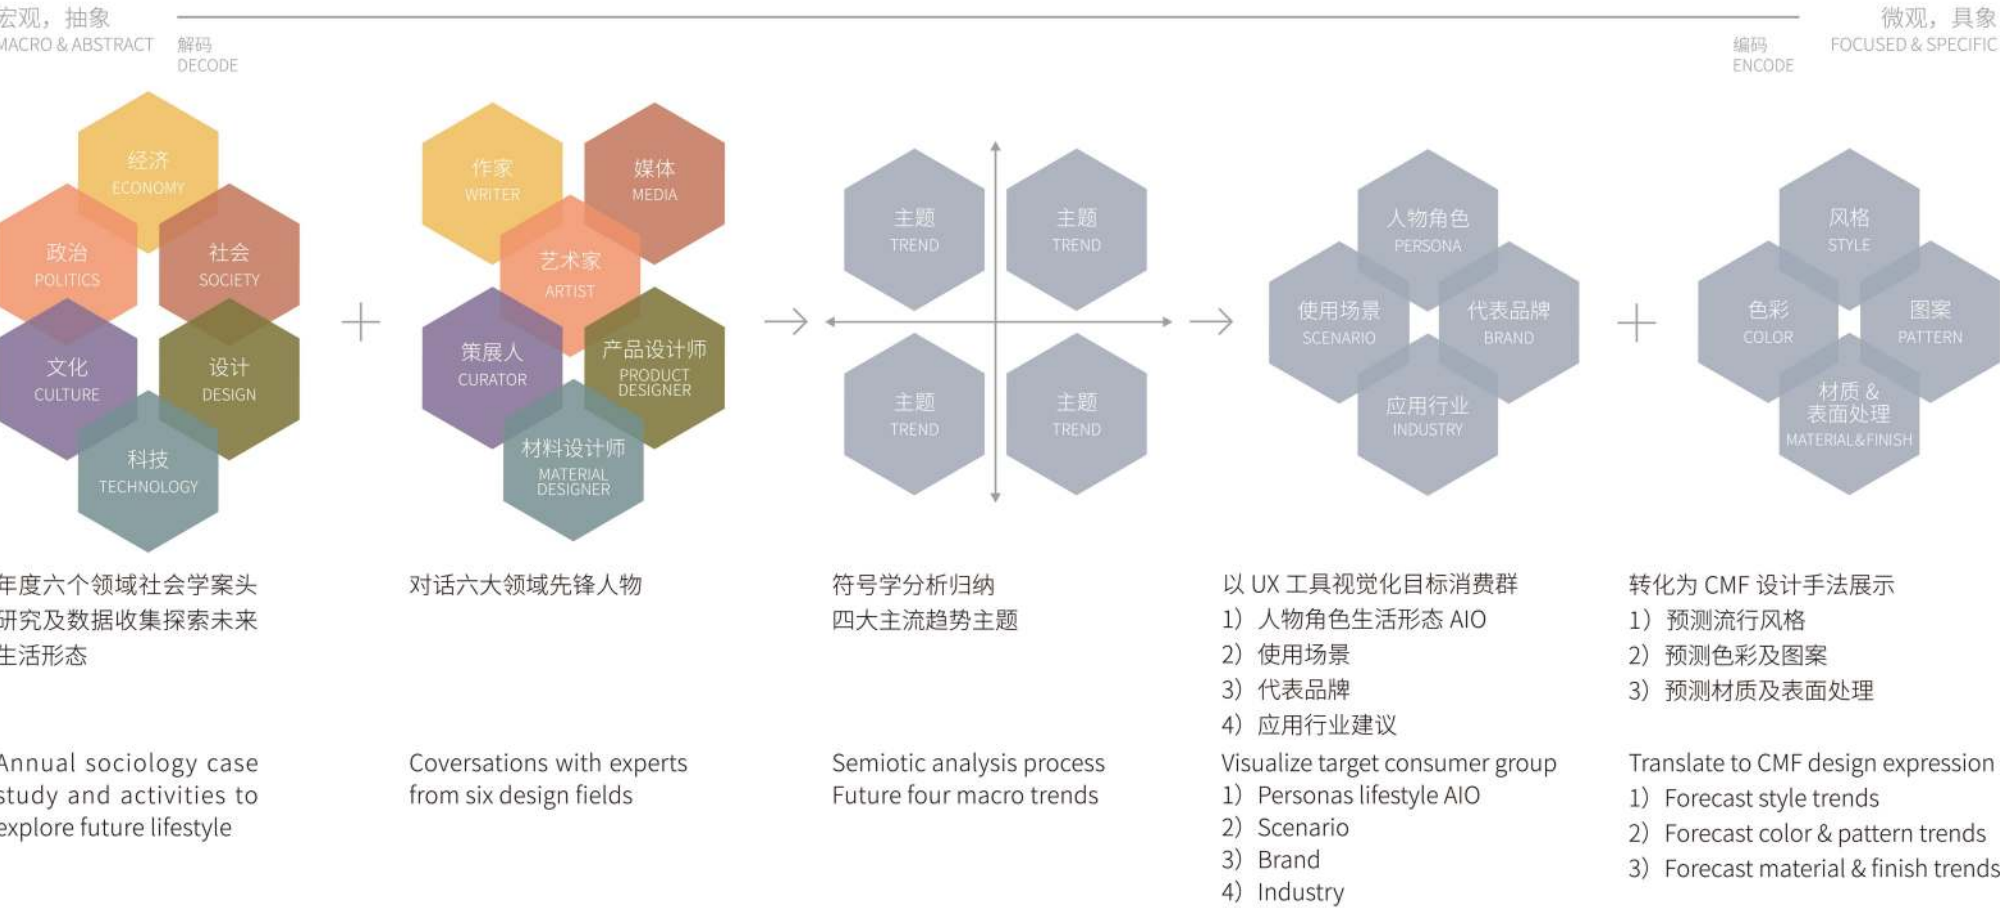 宏观，抽象
MACRO & ABSTRACT
解码
DECODE
编码
ENCODE
微观，具象
FOCUSED & SPECIFIC
经济
ECONOMY
政治
POLITICS
社会
SOCIETY
文化
CULTURE
设计
DESIGN
科技
TECHNOLOGY
作家
WRITER
媒体
MEDIA
艺术家
ARTIST
策展人
CURATOR
产品设计师
PRODUCT
DESIGNER
材料设计师
MATERIAL
DESIGNER
主题
TREND
主题
TREND
主题
TREND
主题
TREND
人物角色
PERSONA
使用场景
SCENARIO
代表品牌
BRAND
应用行业
INDUSTRY
风格
STYLE
色彩
COLOR
图案
PATTERN
材质 &
表面处理
MATERIAL&FINISH
年度六个领域社会学案头
研究及数据收集探索未来
生活形态
Annual sociology case
study and activities to
explore future lifestyle
对话六大领域先锋人物
Coversations with experts
from six design fields
符号学分析归纳
四大主流趋势主题
Semiotic analysis process
Future four macro trends
以 UX 工具视觉化目标消费群
1）人物角色生活形态 AIO
2）使用场景
3）代表品牌
4）应用行业建议
Visualize target consumer group
1）Personas lifestyle AIO
2）Scenario
3）Brand
4）Industry
转化为 CMF 设计手法展示
1）预测流行风格
2）预测色彩及图案
3）预测材质及表面处理
Translate to CMF design expression
1）Forecast style trends
2）Forecast color & pattern trends
3）Forecast material & finish trends